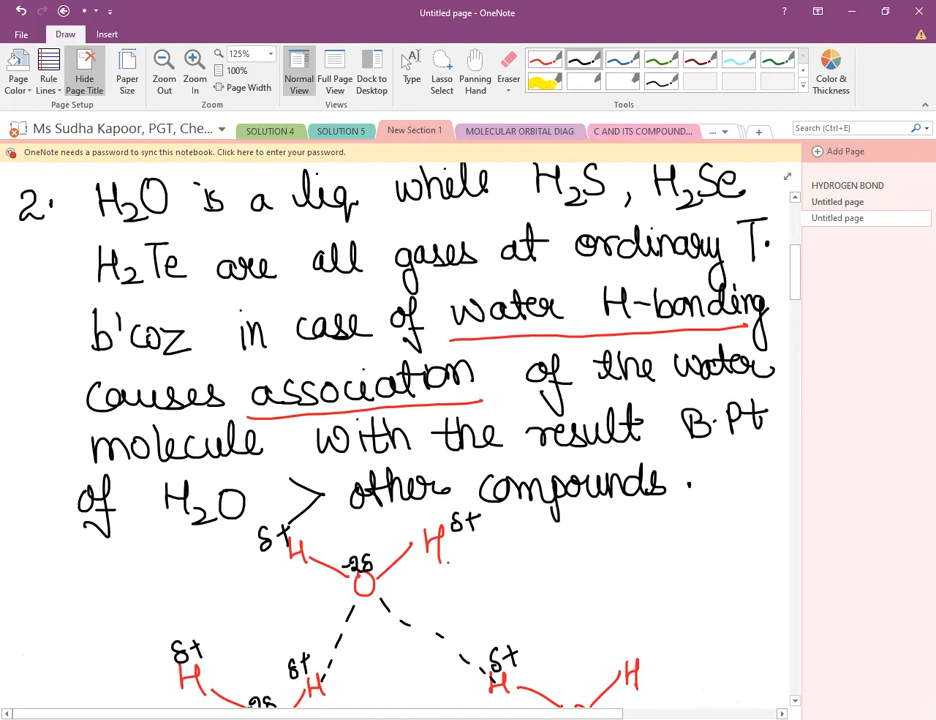 Untitled page - OneNote
File Draw Insert
Page Color
Rule Lines
Hide Page Title
Paper Size
Zoom Out
Zoom In
125%
100%
Page Width
Normal View
Full Page View
Dock to Desktop
Type
Lasso Select
Panning Hand
Eraser
Color & Thickness
Page Setup Zoom Views Tools
Ms Sudha Kapoor, PGT, Che... SOLUTION 4 SOLUTION 5 New Section 1 MOLECULAR ORBITAL DIAG C AND ITS COMPOUND... ... Search (Ctrl+E)
OneNote needs a password to sync this notebook. Click here to enter your password.
Add Page
HYDROGEN BOND
Untitled page
Untitled page
2. H2O is a liq while H2S, H2Se
H2Te are all gases at ordinary T.
b'coz in case of water H-bonding
causes association of the water
molecule with the result B.Pt
of H2O > other compounds.
δ+ H H δ+
-2δ
O
δ+ H δ+ H δ+ H H
2δ